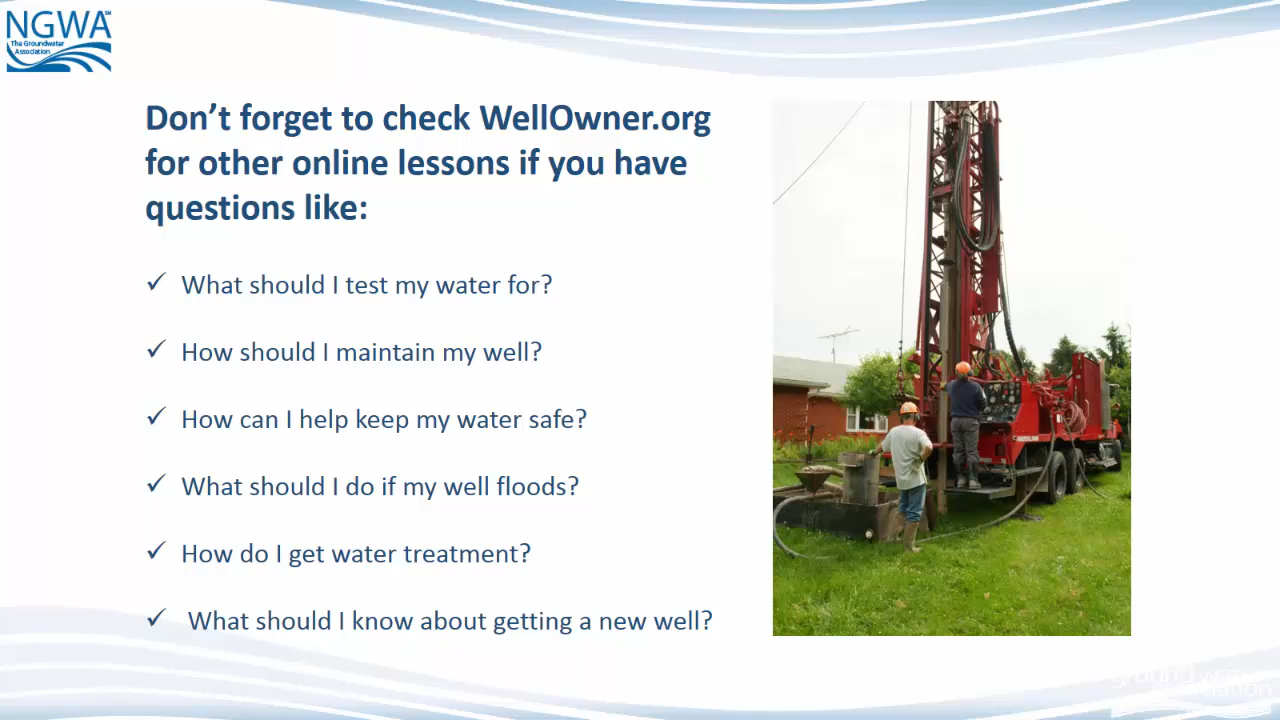 NGWA
The Groundwater
Association
Don't forget to check WellOwner.org
for other online lessons if you have
questions like:
✓ What should I test my water for?
✓ How should I maintain my well?
✓ How can I help keep my water safe?
✓ What should I do if my well floods?
✓ How do I get water treatment?
✓ What should I know about getting a new well?